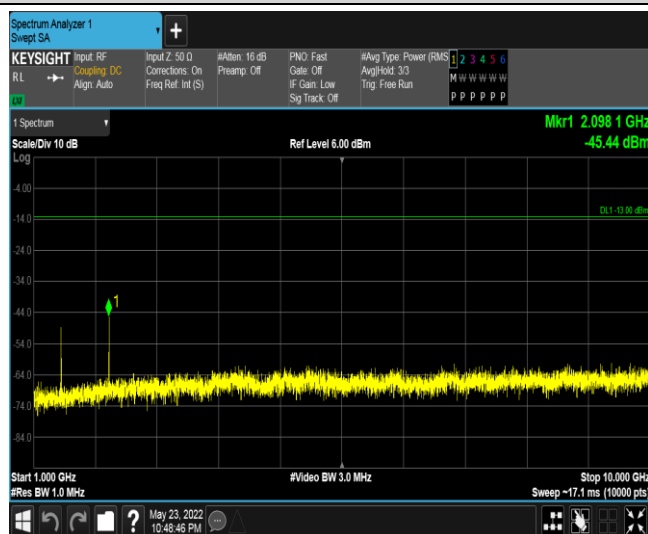 Spectrum Analyzer 1
Swept SA
+
KEYSIGHT
RL
LXI
Input: RF
Coupling: DC
Align: Auto
Input Z: 50 Ω
Corrections: On
Freq Ref: Int (S)
#Atten: 16 dB
Preamp: Off
PNO: Fast
Gate: Off
IF Gain: Low
Sig Track: Off
#Avg Type: Power (RMS
Avg|Hold: 3/3
Trig: Free Run
1 2 3 4 5 6
M W W W W W
P P P P P P
1 Spectrum
Mkr1 2.098 1 GHz
Scale/Div 10 dB
Ref Level 6.00 dBm
-45.44 dBm
Log
-4.00
DL1 -13.00 dBm
-14.0
-24.0
-34.0
1
-44.0
-54.0
-64.0
-74.0
-84.0
Start 1.000 GHz
#Video BW 3.0 MHz
Stop 10.000 GHz
#Res BW 1.0 MHz
Sweep ~17.1 ms (10000 pts)
?
May 23, 2022
10:48:46 PM